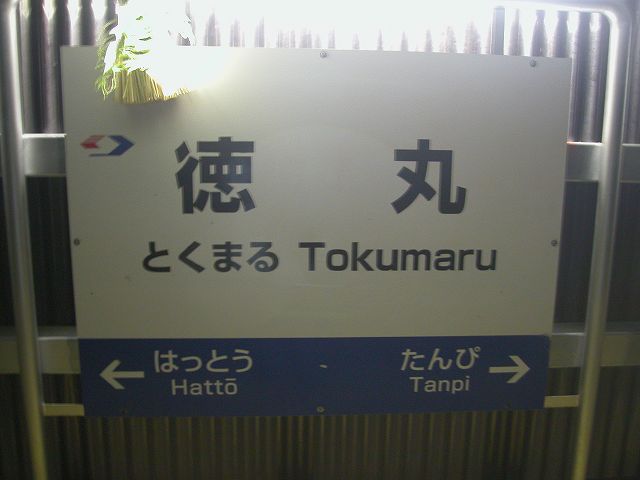 徳 丸
とくまる Tokumaru
← はっとう たんぴ →
Hattō Tanpi